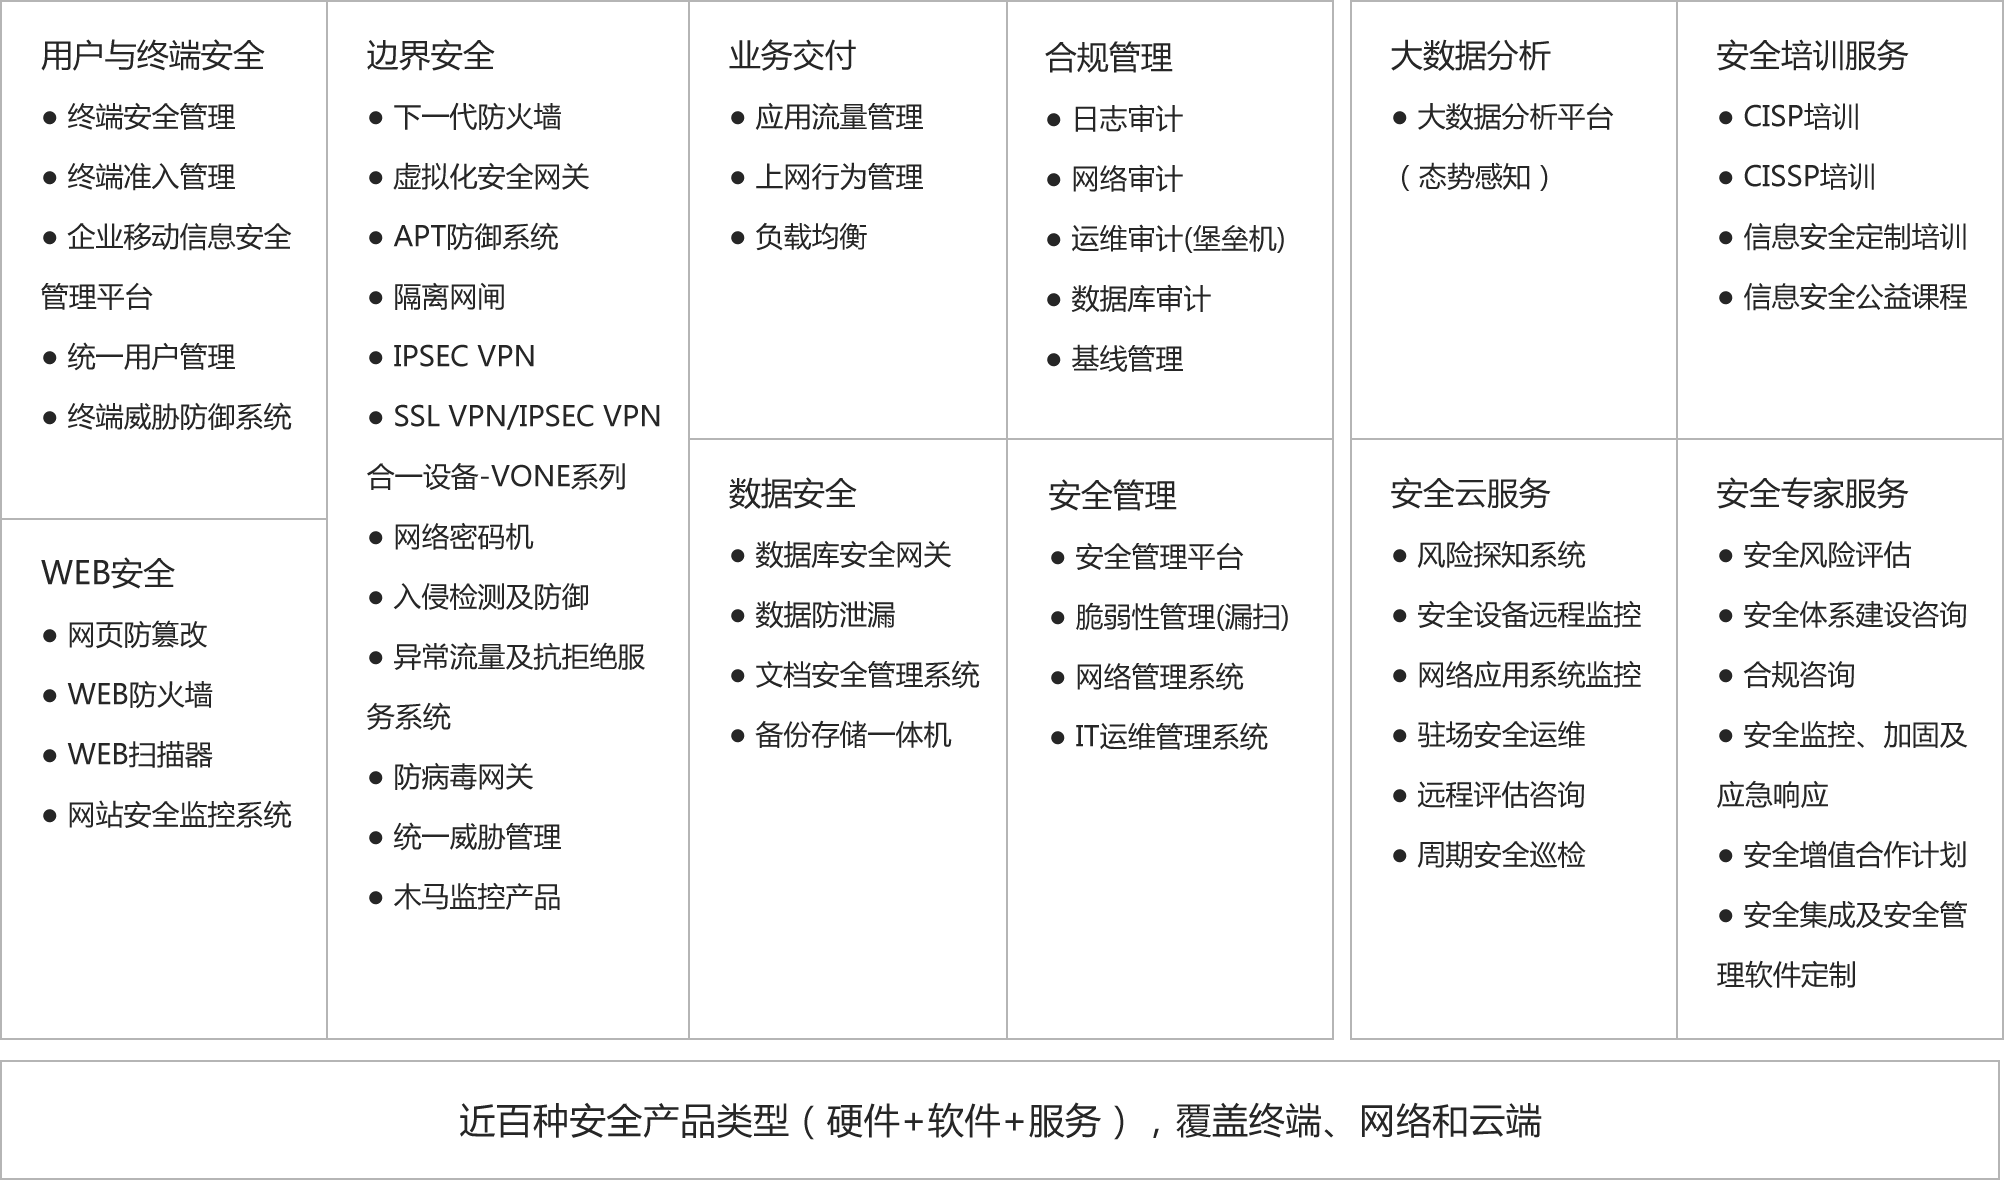 用户与终端安全
● 终端安全管理
● 终端准入管理
● 企业移动信息安全
管理平台
● 统一用户管理
● 终端威胁防御系统
WEB安全
● 网页防篡改
● WEB防火墙
● WEB扫描器
● 网站安全监控系统
边界安全
● 下一代防火墙
● 虚拟化安全网关
● APT防御系统
● 隔离网闸
● IPSEC VPN
● SSL VPN/IPSEC VPN
合一设备-VONE系列
● 网络密码机
● 入侵检测及防御
● 异常流量及抗拒绝服
务系统
● 防病毒网关
● 统一威胁管理
● 木马监控产品
业务交付
● 应用流量管理
● 上网行为管理
● 负载均衡
数据安全
● 数据库安全网关
● 数据防泄漏
● 文档安全管理系统
● 备份存储一体机
合规管理
● 日志审计
● 网络审计
● 运维审计(堡垒机)
● 数据库审计
● 基线管理
安全管理
● 安全管理平台
● 脆弱性管理(漏扫)
● 网络管理系统
● IT运维管理系统
大数据分析
● 大数据分析平台
（态势感知）
安全云服务
● 风险探知系统
● 安全设备远程监控
● 网络应用系统监控
● 驻场安全运维
● 远程评估咨询
● 周期安全巡检
安全培训服务
● CISP培训
● CISSP培训
● 信息安全定制培训
● 信息安全公益课程
安全专家服务
● 安全风险评估
● 安全体系建设咨询
● 合规咨询
● 安全监控、加固及
应急响应
● 安全增值合作计划
● 安全集成及安全管
理软件定制
近百种安全产品类型（硬件+软件+服务），覆盖终端、网络和云端